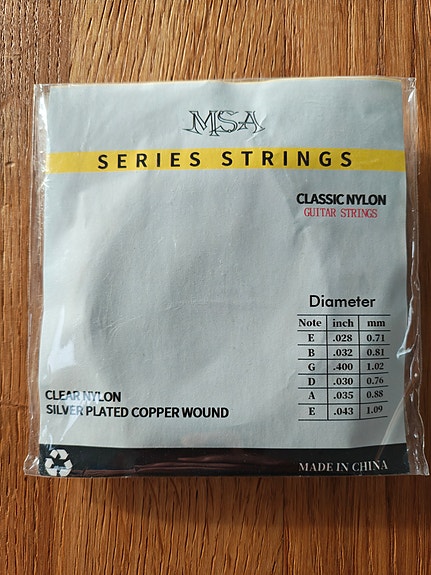 MSA
SERIES STRINGS
CLASSIC NYLON
GUITAR STRINGS
Diameter
Note inch mm
E .028 0.71
B .032 0.81
G .400 1.02
D .030 0.76
A .035 0.88
E .043 1.09
CLEAR NYLON
SILVER PLATED COPPER WOUND
MADE IN CHINA